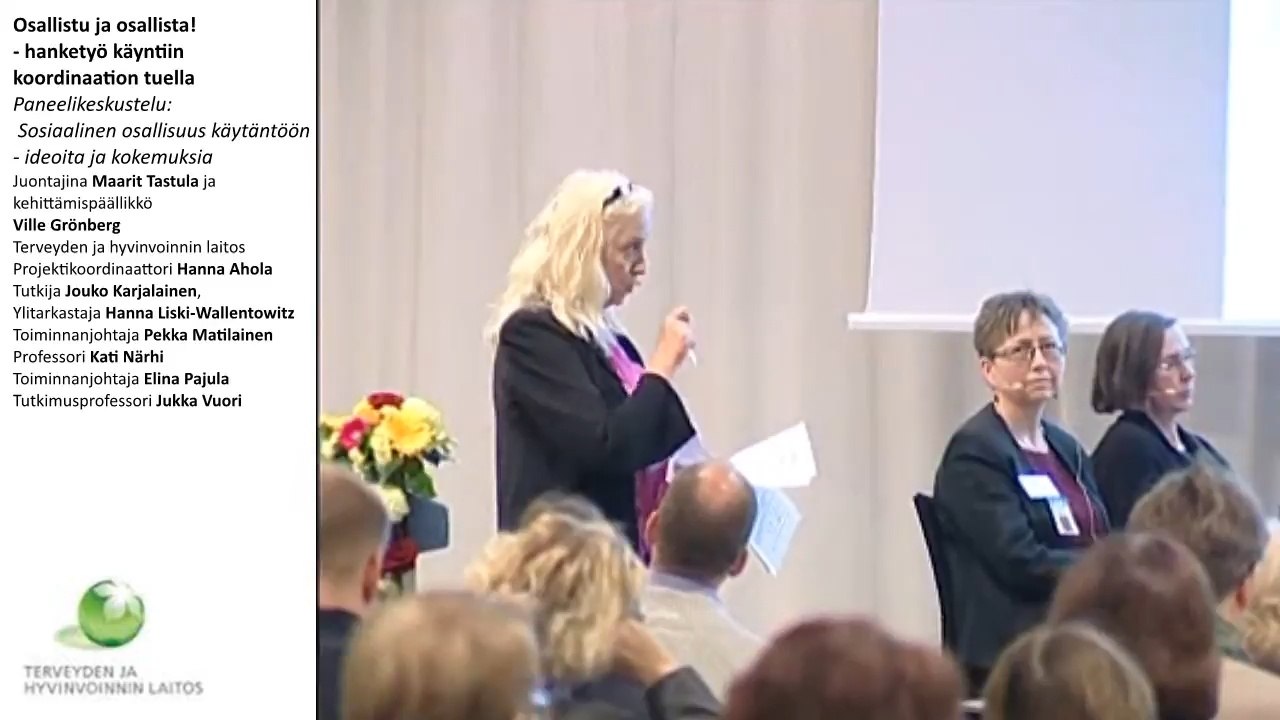 Osallistu ja osallista!
- hanketyö käyntiin
koordinaation tuella
Paneelikeskustelu:
Sosiaalinen osallisuus käytäntöön
- ideoita ja kokemuksia
Juontajina Maarit Tastula ja
kehittämispäällikkö
Ville Grönberg
Terveyden ja hyvinvoinnin laitos
Projektikoordinaattori Hanna Ahola
Tutkija Jouko Karjalainen,
Ylitarkastaja Hanna Liski-Wallentowitz
Toiminnanjohtaja Pekka Matilainen
Professori Kati Närhi
Toiminnanjohtaja Elina Pajula
Tutkimusprofessori Jukka Vuori
TERVEYDEN JA
HYVINVOINNIN LAITOS